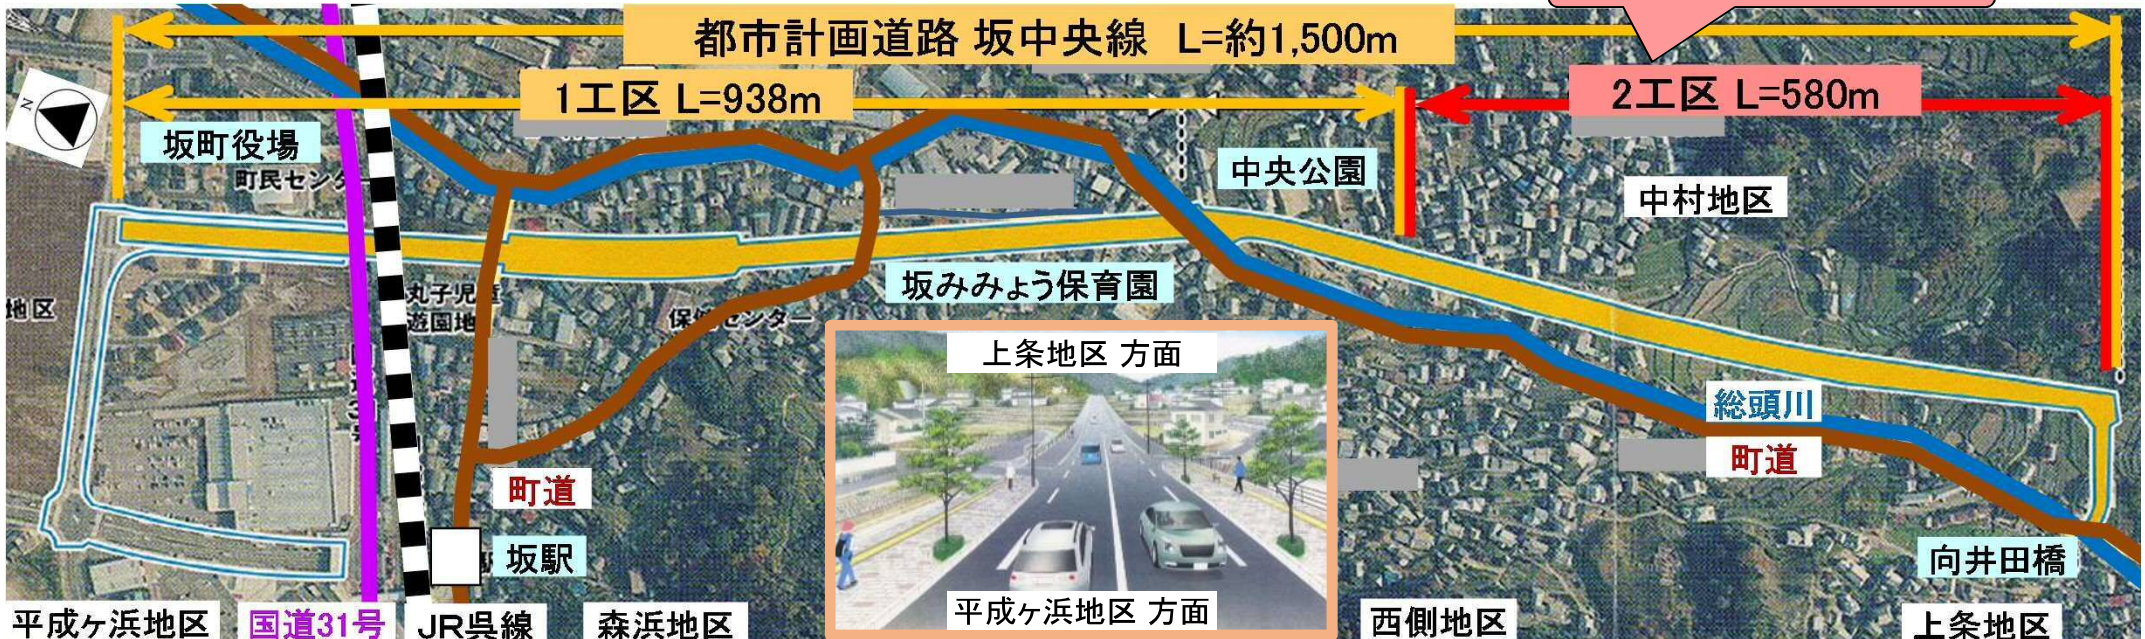 都市計画道路 坂中央線 L=約1,500m
1工区 L=938m
2工区 L=580m
N
坂町役場
町民センタ
中央公園
中村地区
地区
丸子児童
遊園地
保健センター
坂みみょう保育園
上条地区 方面
総頭川
町道
町道
坂駅
向井田橋
平成ヶ浜地区 方面
平成ヶ浜地区
国道31号
JR呉線
森浜地区
西側地区
上条地区